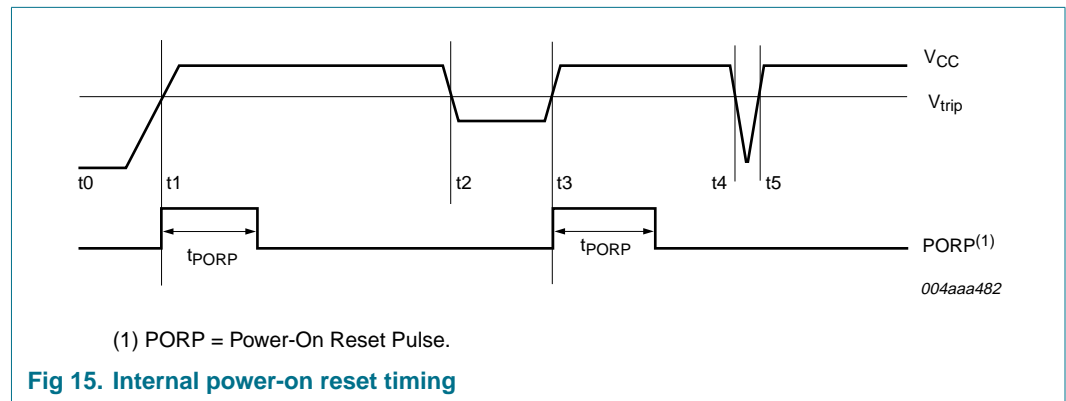 VCC
Vtrip
t0 t1 t2 t3 t4 t5
tPORP tPORP PORP(1)
004aaa482
(1) PORP = Power-On Reset Pulse.
Fig 15. Internal power-on reset timing